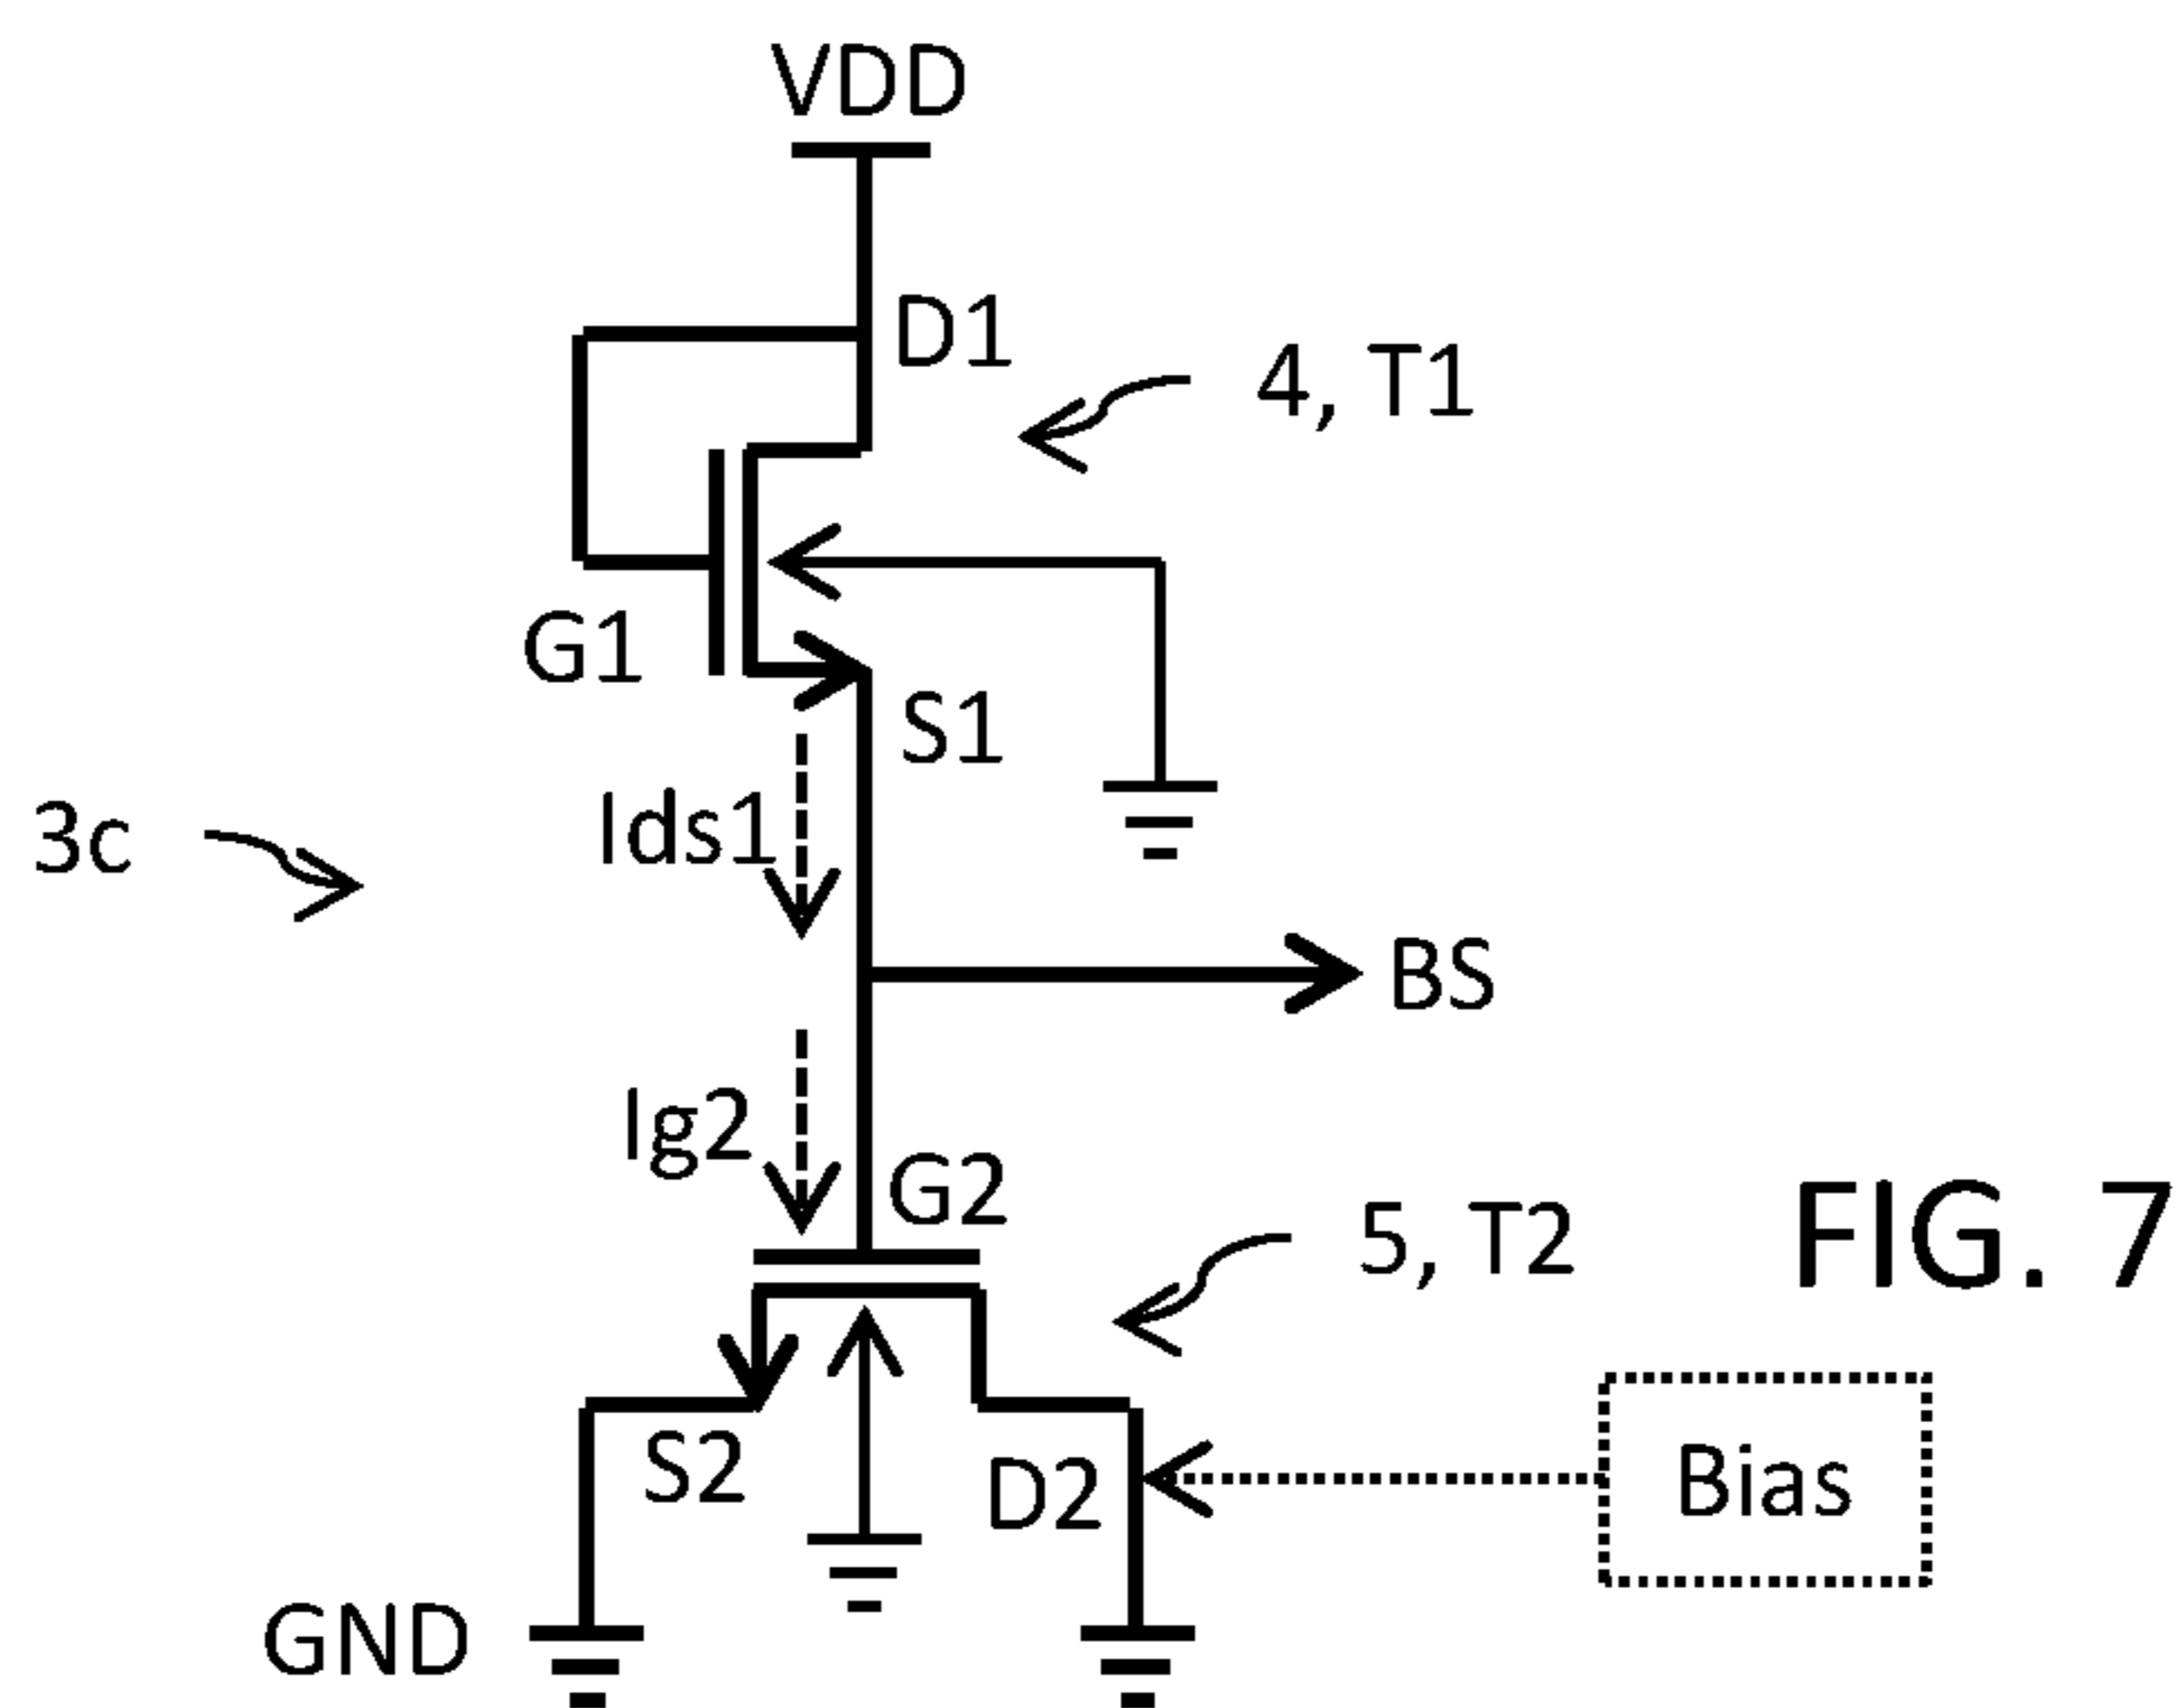 VDD
D1
4, T1
G1
S1
Ids1
3c
BS
Ig2
G2
5, T2
FIG. 7
S2
D2
Bias
GND